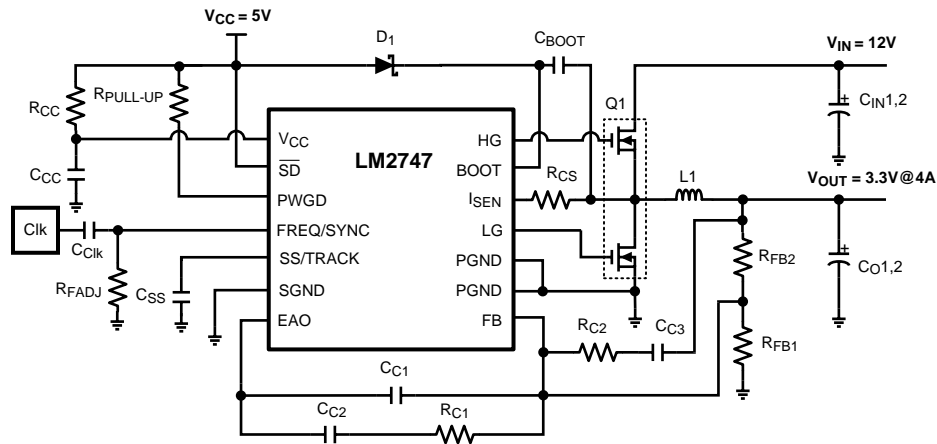 VCC = 5V
D1
CBOOT
VIN = 12V
RCC
RPULL-UP
Q1
CIN1,2
+
VCC
HG
LM2747
SD
BOOT
CCC
RCS
L1
VOUT = 3.3V@4A
PWGD
ISEN
Clk
CClk
FREQ/SYNC
LG
RFB2
+
CO1,2
SS/TRACK
PGND
RFADJ
CSS
SGND
PGND
EAO
FB
RC2
CC3
RFB1
CC1
CC2
RC1